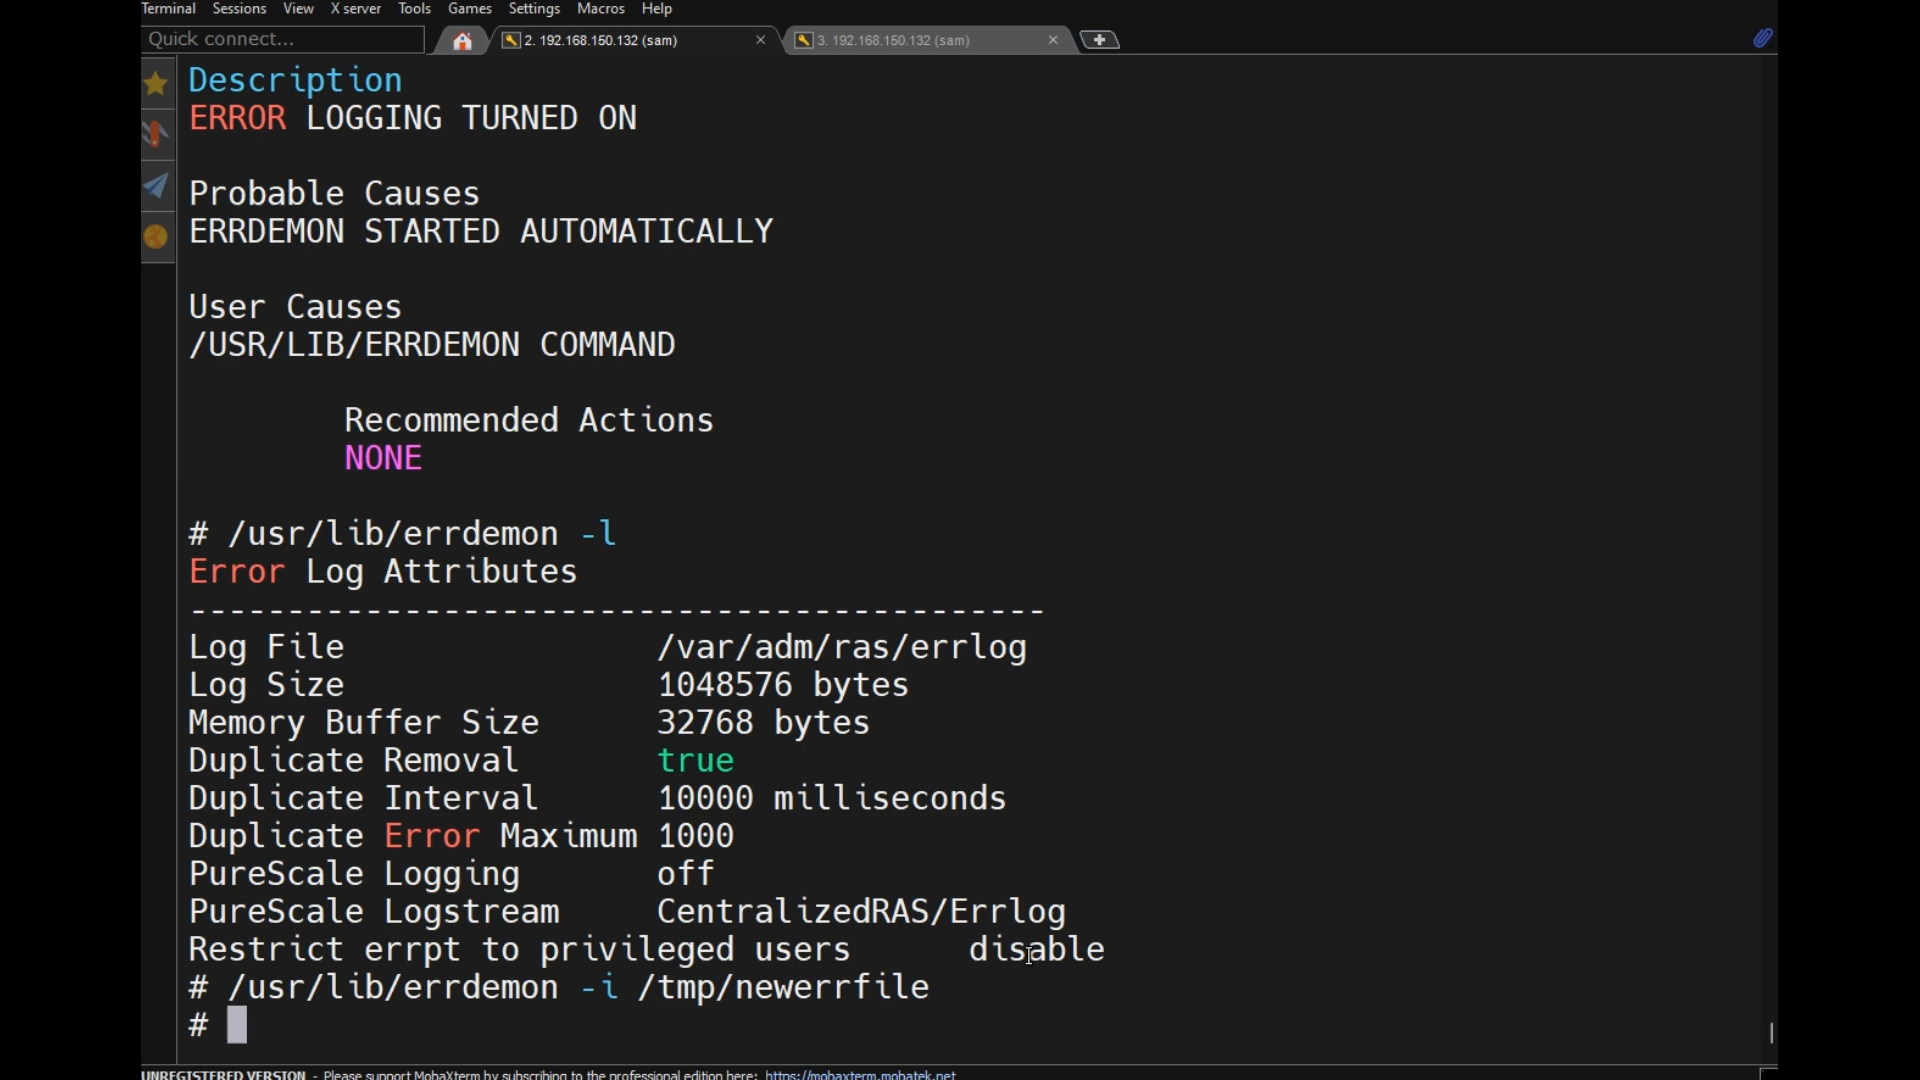 Terminal Sessions View X server Tools Games Settings Macros Help
Quick connect...
2. 192.168.150.132 (sam)
3. 192.168.150.132 (sam)
Description
ERROR LOGGING TURNED ON
Probable Causes
ERRDEMON STARTED AUTOMATICALLY
User Causes
/USR/LIB/ERRDEMON COMMAND
Recommended Actions
NONE
# /usr/lib/errdemon -l
Error Log Attributes
--------------------------------------------
Log File /var/adm/ras/errlog
Log Size 1048576 bytes
Memory Buffer Size 32768 bytes
Duplicate Removal true
Duplicate Interval 10000 milliseconds
Duplicate Error Maximum 1000
PureScale Logging off
PureScale Logstream CentralizedRAS/Errlog
Restrict errpt to privileged users disable
# /usr/lib/errdemon -i /tmp/newerrfile
#
UNREGISTERED VERSION - Please support MobaXterm by subscribing to the professional edition here: https://mobaxterm.mobatek.net